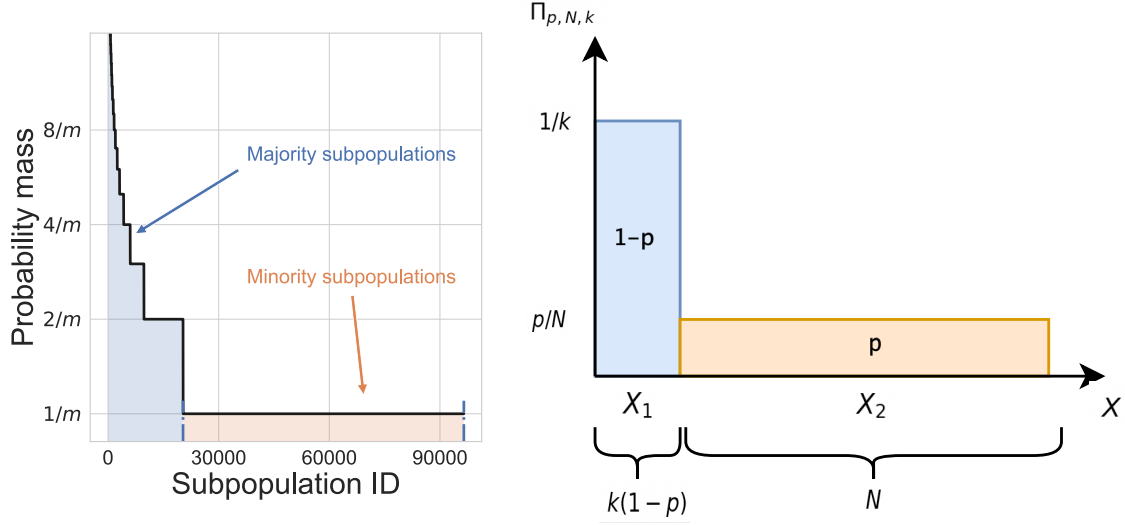 Probability mass
8/m
4/m
2/m
1/m
Majority subpopulations
Minority subpopulations
0 30000 60000 90000
Subpopulation ID
Π_{p, N, k}
1/k
p/N
1-p
p
X_1 X_2 X
k(1 − p) N